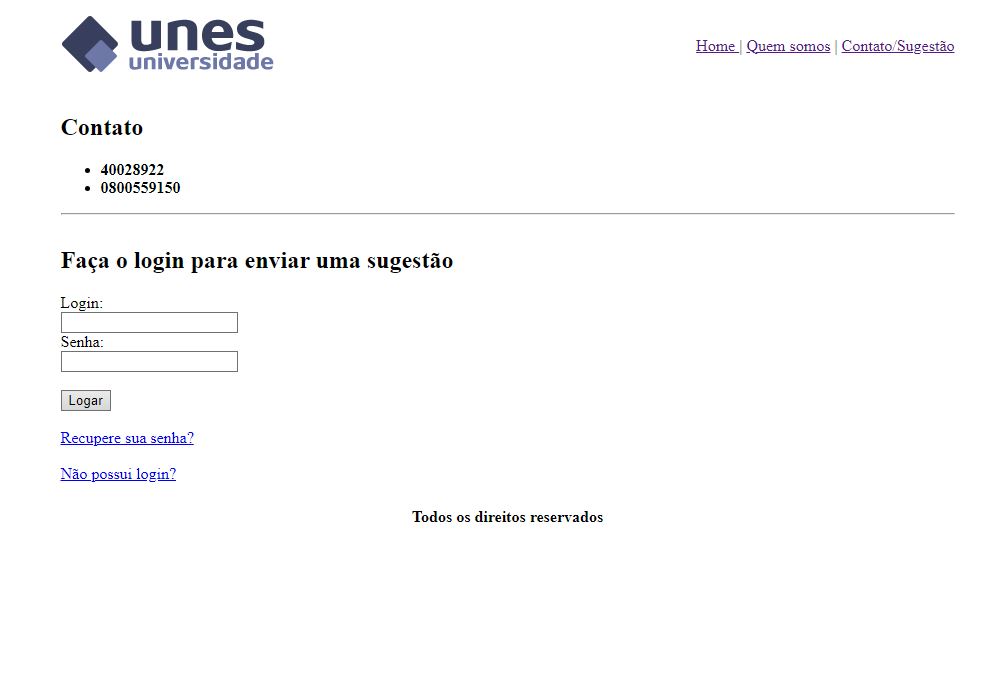 unes
universidade
Home | Quem somos | Contato/Sugestão
Contato
40028922
0800559150
Faça o login para enviar uma sugestão
Login:
Senha:
Logar
Recupere sua senha?
Não possui login?
Todos os direitos reservados